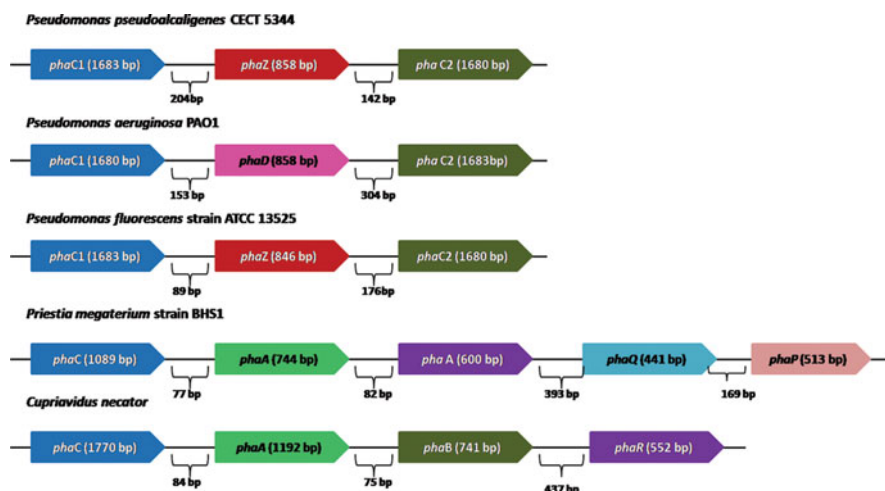 Pseudomonas pseudoalcaligenes CECT 5344
phaC1 (1683 bp) phaZ (858 bp) pha C2 (1680 bp)
204bp 142 bp
Pseudomonas aeruginosa PAO1
phaC1 (1680 bp) phaD (858 bp) pha C2 (1683bp)
153 bp 304 bp
Pseudomonas fluorescens strain ATCC 13525
phaC1 (1683 bp) phaZ (846 bp) phaC2 (1680 bp)
89 bp 176bp
Priestia megaterium strain BHS1
phaC (1089 bp) phaA (744 bp) pha A (600 bp) phaQ (441 bp) phaP (513 bp)
77 bp 82 bp 393 bp 169 bp
Cupriavidus necator
phaC (1770 bp) phaA (1192 bp) phaB (741 bp) phaR (552 bp)
84 bp 75 bp 437 bp